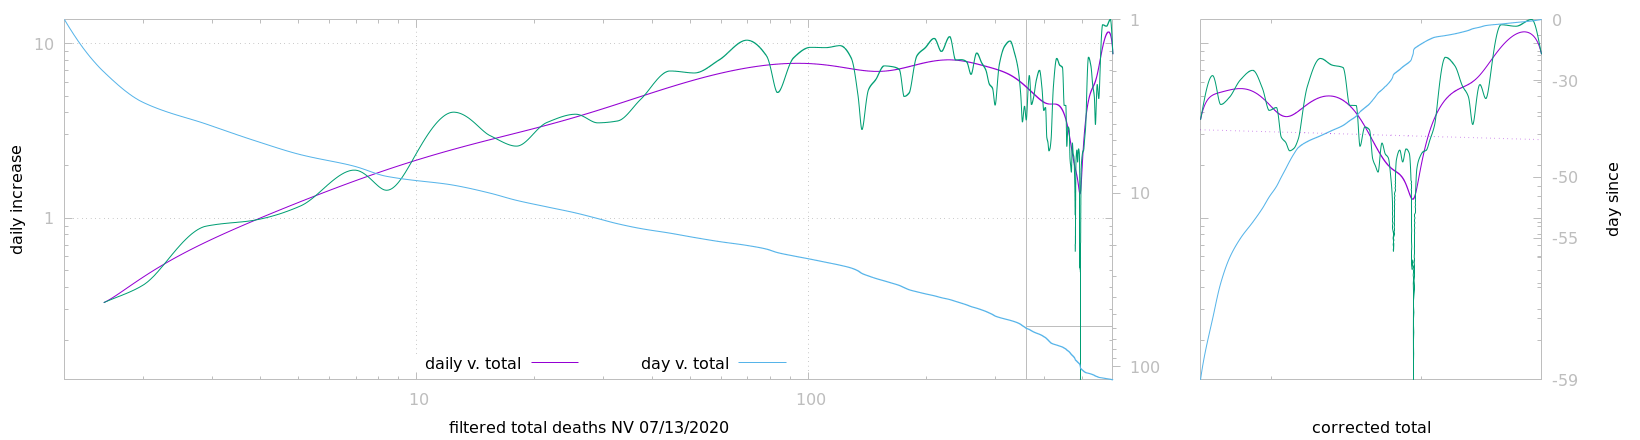 10
1
daily increase
daily v. total
day v. total
10
100
filtered total deaths NV 07/13/2020
1
10
100
0
-30
-50
-55
-59
day since
corrected total